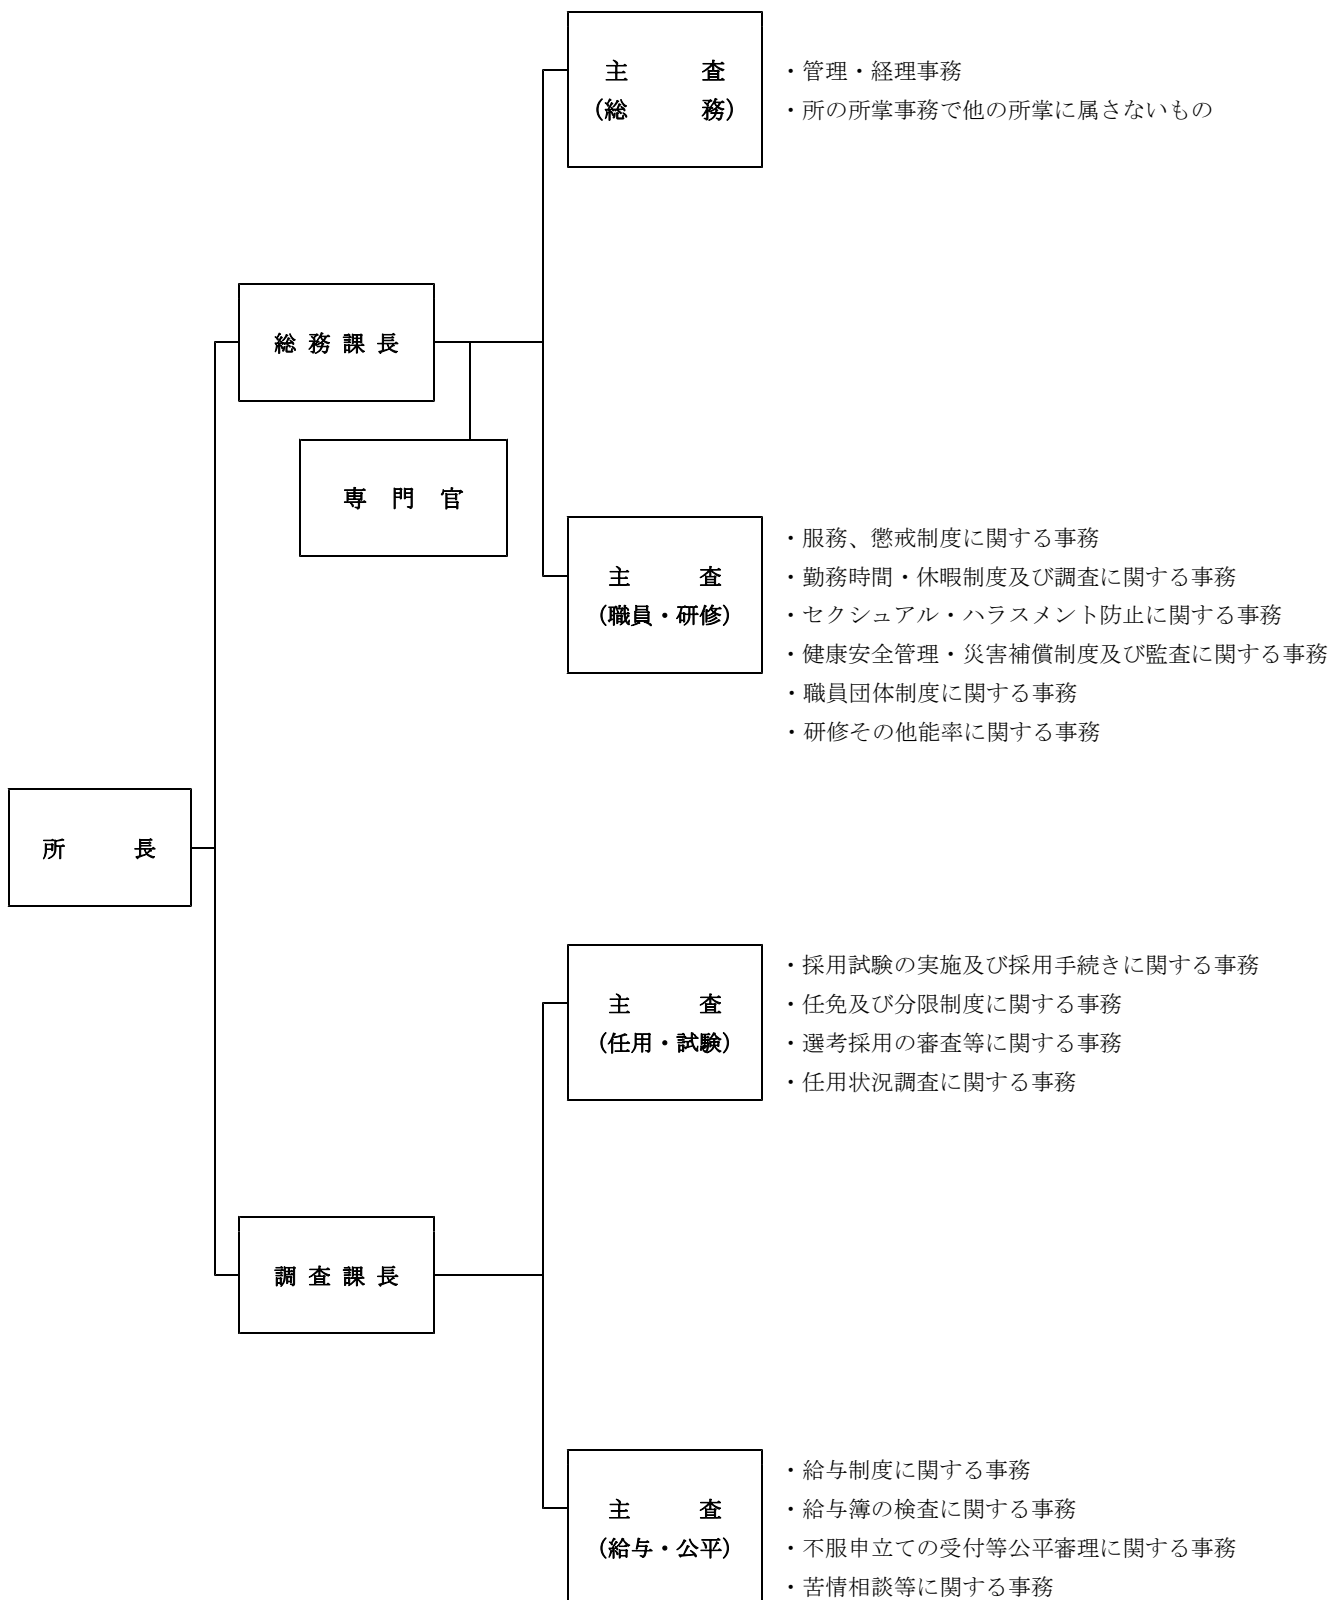 主 査
(総 務)
・管理・経理事務
・所の所掌事務で他の所掌に属さないもの
総 務 課 長
専 門 官
主 査
(職員・研修)
・服務、懲戒制度に関する事務
・勤務時間・休暇制度及び調査に関する事務
・セクシュアル・ハラスメント防止に関する事務
・健康安全管理・災害補償制度及び監査に関する事務
・職員団体制度に関する事務
・研修その他能率に関する事務
所 長
主 査
(任用・試験)
・採用試験の実施及び採用手続きに関する事務
・任免及び分限制度に関する事務
・選考採用の審査等に関する事務
・任用状況調査に関する事務
調 査 課 長
主 査
(給与・公平)
・給与制度に関する事務
・給与簿の検査に関する事務
・不服申立ての受付等公平審理に関する事務
・苦情相談等に関する事務